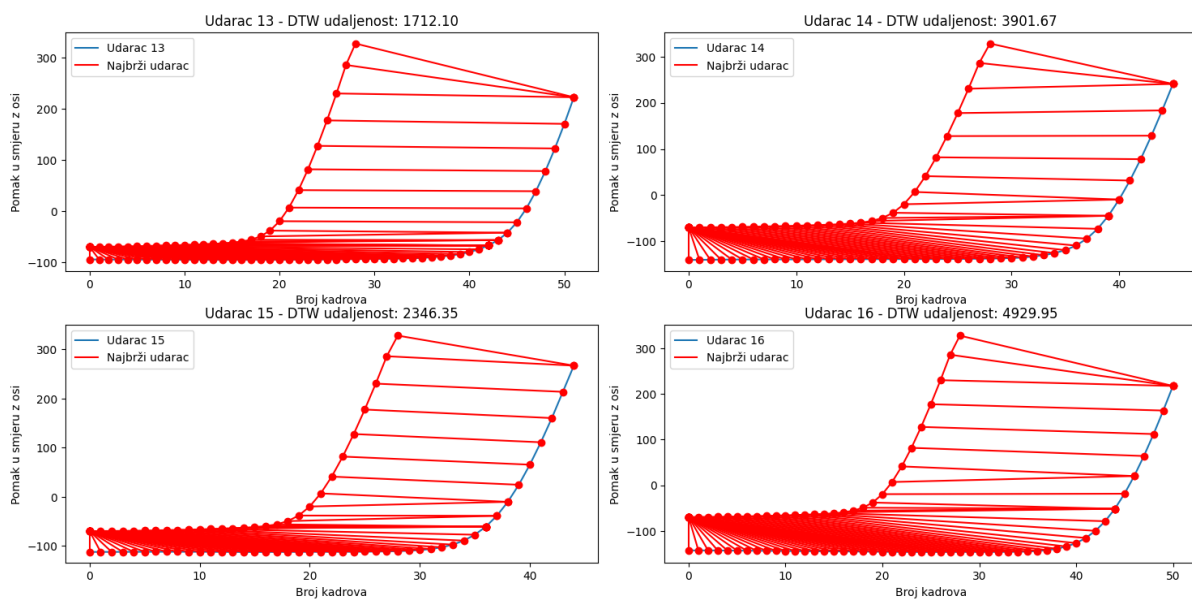 Udarac 13 - DTW udaljenost: 1712.10
Udarac 13
Najbrži udarac
Pomak u smjeru z osi
300
200
100
0
−100
0 10 20 30 40 50
Broj kadrova
Udarac 14 - DTW udaljenost: 3901.67
Udarac 14
Najbrži udarac
Pomak u smjeru z osi
300
200
100
0
−100
0 20 40
Broj kadrova
Udarac 15 - DTW udaljenost: 2346.35
Udarac 15
Najbrži udarac
Pomak u smjeru z osi
300
200
100
0
−100
0 10 20 30 40
Broj kadrova
Udarac 16 - DTW udaljenost: 4929.95
Udarac 16
Najbrži udarac
Pomak u smjeru z osi
300
200
100
0
−100
0 10 20 30 40 50
Broj kadrova